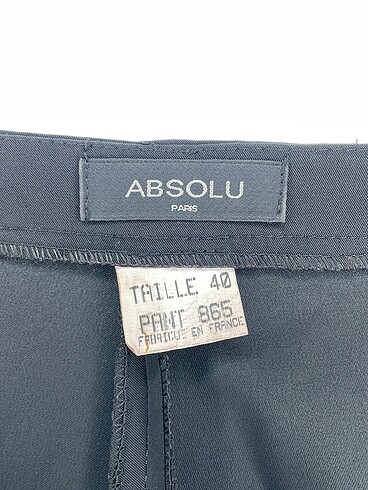 ABSOLU
PARIS
TAILLE 40
PANT 865
FABRIQUE EN FRANCE